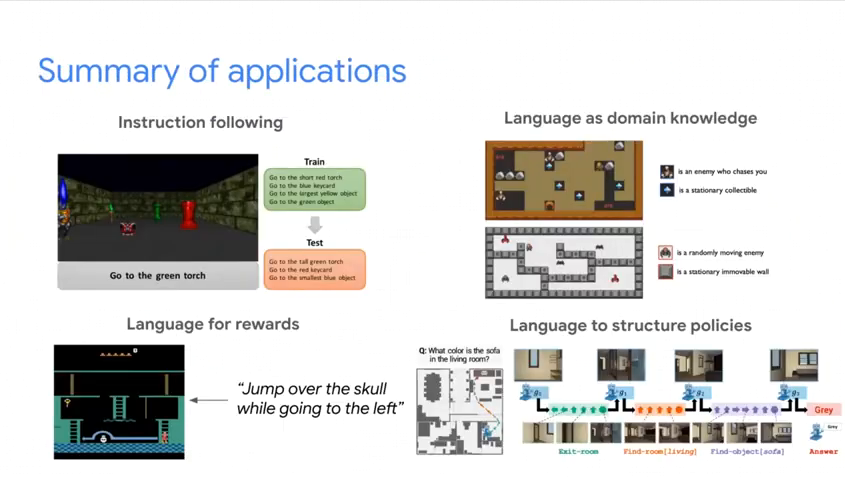 Summary of applications
Instruction following
Train
Go to the short red torch
Go to the blue keycard
Go to the largest yellow object
Go to the green object
Test
Go to the tall green torch
Go to the red keycard
Go to the smallest blue object
Go to the green torch
Language as domain knowledge
is an enemy who chases you
is a stationary collectible
is a randomly moving enemy
is a stationary immovable wall
Language for rewards
“Jump over the skull
while going to the left”
Language to structure policies
Q: What color is the sofa
in the living room?
Grey
Grey
Exit-room
Find-room[living]
Find-object[sofa]
Answer